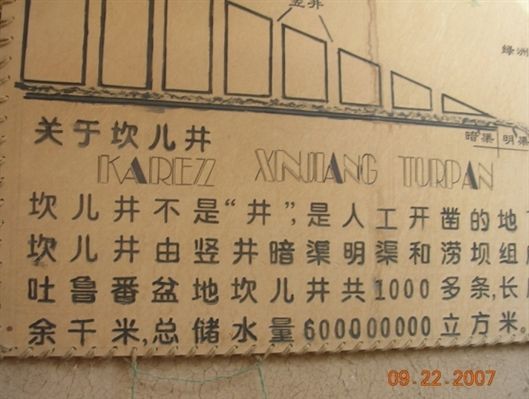 竖井
绿洲
暗渠 明渠
关于坎儿井
KAREZZ XINJIANG TURPAN
坎儿井不是“井”,是人工开凿的地
坎儿井由竖井暗渠明渠和涝坝组
吐鲁番盆地坎儿井共1000多条,长
余千米,总储水量600000000立方米,
09.22.2007